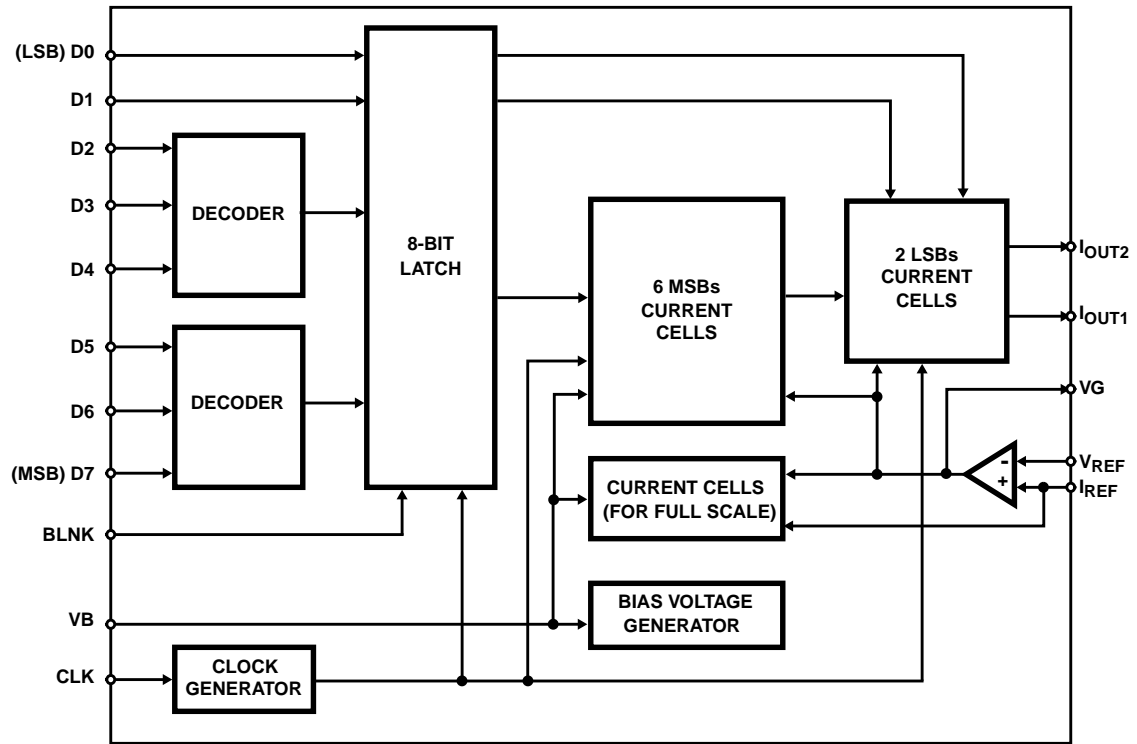 (LSB) D0
D1
D2
D3
D4
D5
D6
(MSB) D7
BLNK
VB
CLK
DECODER
DECODER
CLOCK
GENERATOR
8-BIT
LATCH
6 MSBs
CURRENT
CELLS
CURRENT CELLS
(FOR FULL SCALE)
BIAS VOLTAGE
GENERATOR
2 LSBs
CURRENT
CELLS
-
+
IOUT2
IOUT1
VG
VREF
IREF